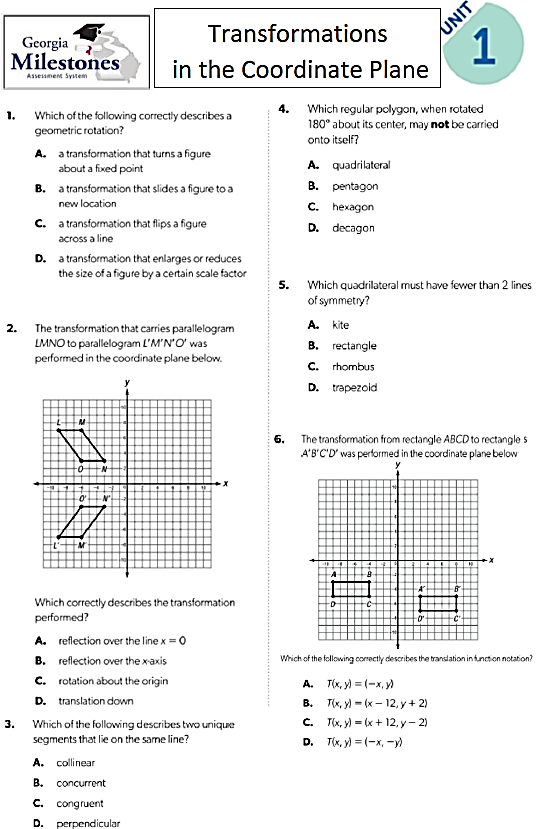 Georgia
Milestones
Assessment System
Transformations
in the Coordinate Plane
UNIT
1
1. Which of the following correctly describes a
geometric rotation?
A. a transformation that turns a figure
about a fixed point
B. a transformation that slides a figure to a
new location
C. a transformation that flips a figure
across a line
D. a transformation that enlarges or reduces
the size of a figure by a certain scale factor
2. The transformation that carries parallelogram
LMNO to parallelogram L'M'N'O' was
performed in the coordinate plane below.
y
L M
O N
x
O' N'
L' M'
Which correctly describes the transformation
performed?
A. reflection over the line x = 0
B. reflection over the x-axis
C. rotation about the origin
D. translation down
3. Which of the following describes two unique
segments that lie on the same line?
A. collinear
B. concurrent
C. congruent
D. perpendicular
4. Which regular polygon, when rotated
180° about its center, may not be carried
onto itself?
A. quadrilateral
B. pentagon
C. hexagon
D. decagon
5. Which quadrilateral must have fewer than 2 lines
of symmetry?
A. kite
B. rectangle
C. rhombus
D. trapezoid
6. The transformation from rectangle ABCD to rectangle s
A'B'C'D' was performed in the coordinate plane below
y
x
A B
A' B'
D C
D' C'
Which of the following correctly describes the translation in function notation?
A. T(x, y) = (−x, y)
B. T(x, y) = (x − 12, y + 2)
C. T(x, y) = (x + 12, y − 2)
D. T(x, y) = (−x, −y)